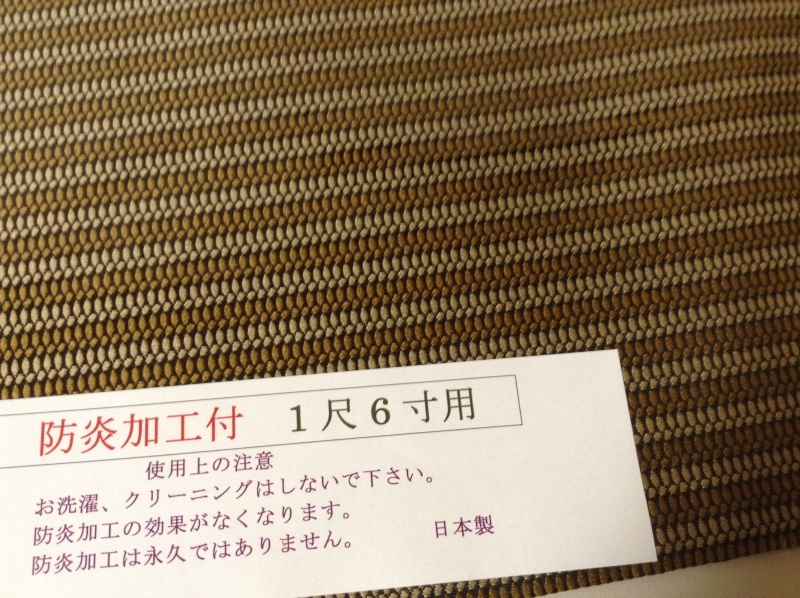 防炎加工付 1尺6寸用
使用上の注意
お洗濯、クリーニングはしないで下さい。
防炎加工の効果がなくなります。
防炎加工は永久ではありません。
日本製